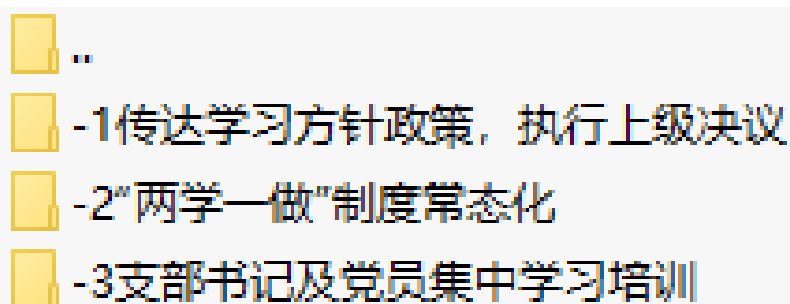 ..
-1传达学习方针政策，执行上级决议
-2“两学一做”制度常态化
-3支部书记及党员集中学习培训